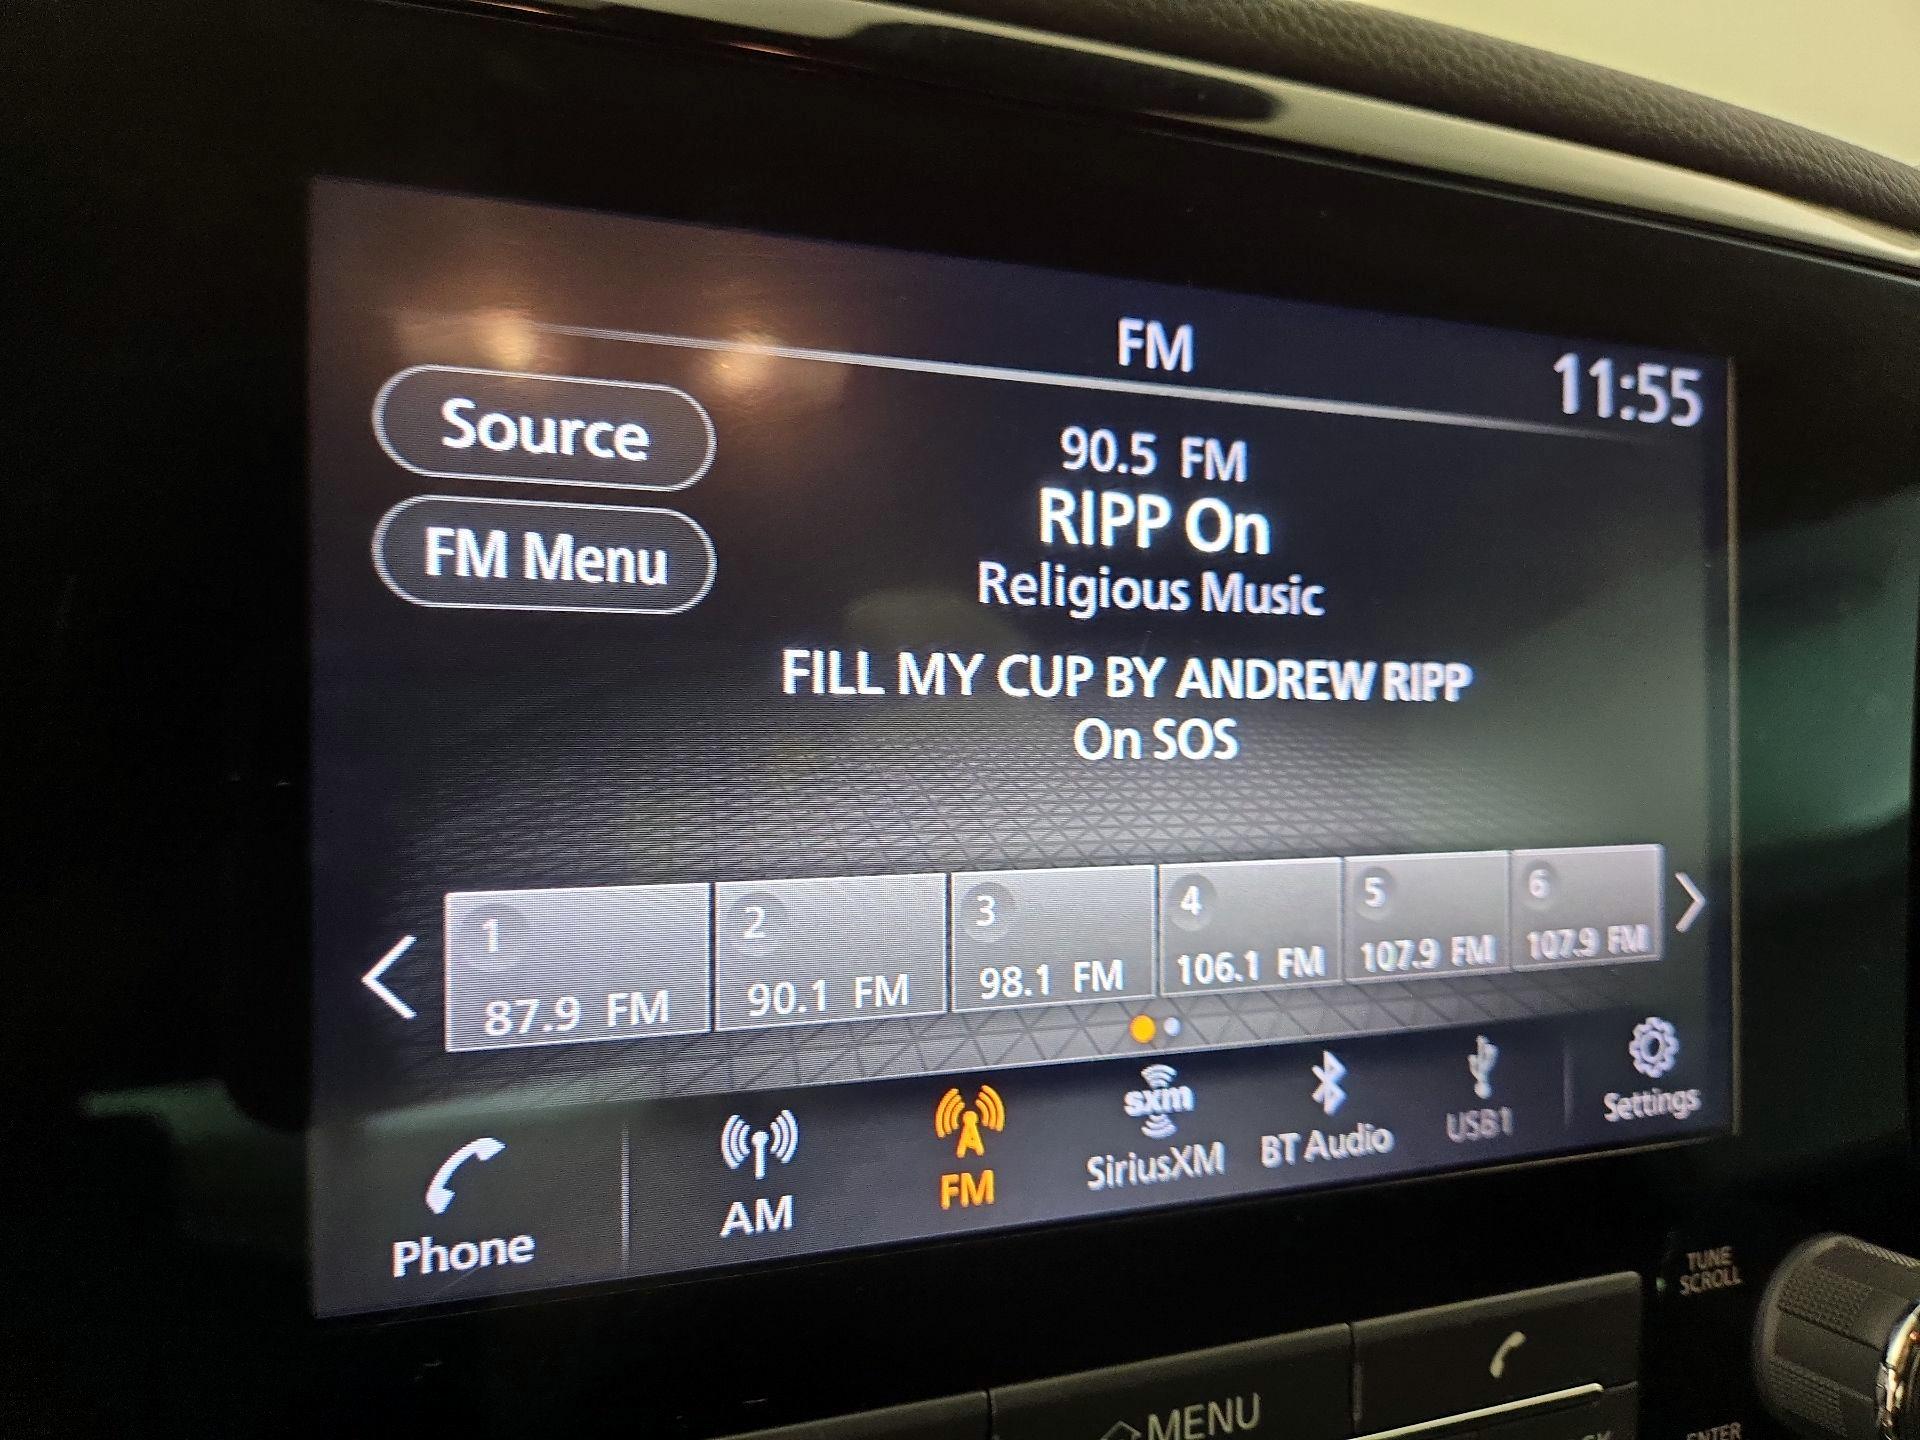 FM
11:55
Source
FM Menu
90.5 FM
RIPP On
Religious Music
FILL MY CUP BY ANDREW RIPP
On SOS
1
87.9 FM
2
90.1 FM
3
98.1 FM
4
106.1 FM
5
107.9 FM
6
107.9 FM
Phone
AM
FM
sxm
SiriusXM
BT Audio
USB1
Settings
TUNE
SCROLL
MENU
ENTER